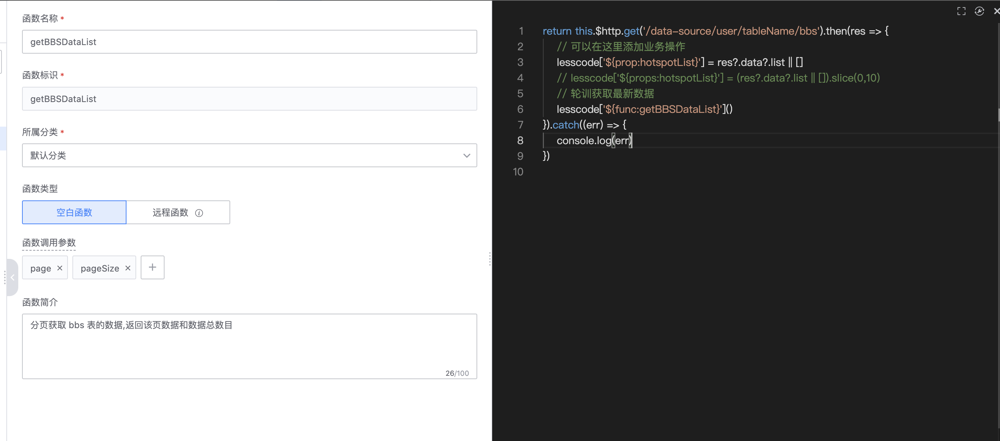 函数名称 *
getBBSDataList
函数标识 *
getBBSDataList
所属分类 *
默认分类
函数类型
空白函数
远程函数
函数调用参数
page ×
pageSize ×
+
函数简介
分页获取 bbs 表的数据,返回该页数据和数据总数目
26/100
1 return this.$http.get('/data-source/user/tableName/bbs').then(res => {
2 // 可以在这里添加业务操作
3 lesscode['${prop:hotspotList}'] = res?.data?.list || []
4 // lesscode['${props:hotspotList}'] = (res?.data?.list || []).slice(0,10)
5 // 轮训获取最新数据
6 lesscode['${func:getBBSDataList}']()
7 }).catch((err) => {
8 console.log(err)
9 })
10